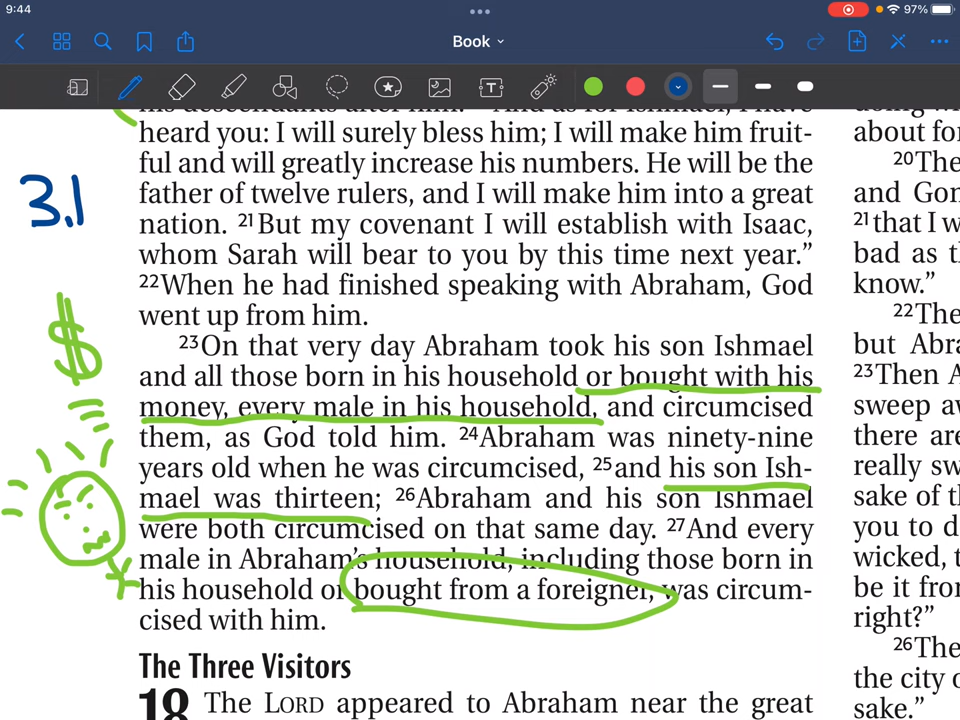 9:44
97%
Book
T
his descendants after him. And as for Ishmael, I have
heard you: I will surely bless him; I will make him fruit-
ful and will greatly increase his numbers. He will be the
father of twelve rulers, and I will make him into a great
nation. 21But my covenant I will establish with Isaac,
whom Sarah will bear to you by this time next year.”
22When he had finished speaking with Abraham, God
went up from him.
23On that very day Abraham took his son Ishmael
and all those born in his household or bought with his
money, every male in his household, and circumcised
them, as God told him. 24Abraham was ninety-nine
years old when he was circumcised, 25and his son Ish-
mael was thirteen; 26Abraham and his son Ishmael
were both circumcised on that same day. 27And every
male in Abraham’s household, including those born in
his household or bought from a foreigner, was circum-
cised with him.
The Three Visitors
18 The LORD appeared to Abraham near the great
3.1
$
about
20The
and
21that I
bad as
know.”
22The
but
23Then
sweep
there are
really
sake of
you to
wicked,
be it
right?”
26The
the city
sake.”